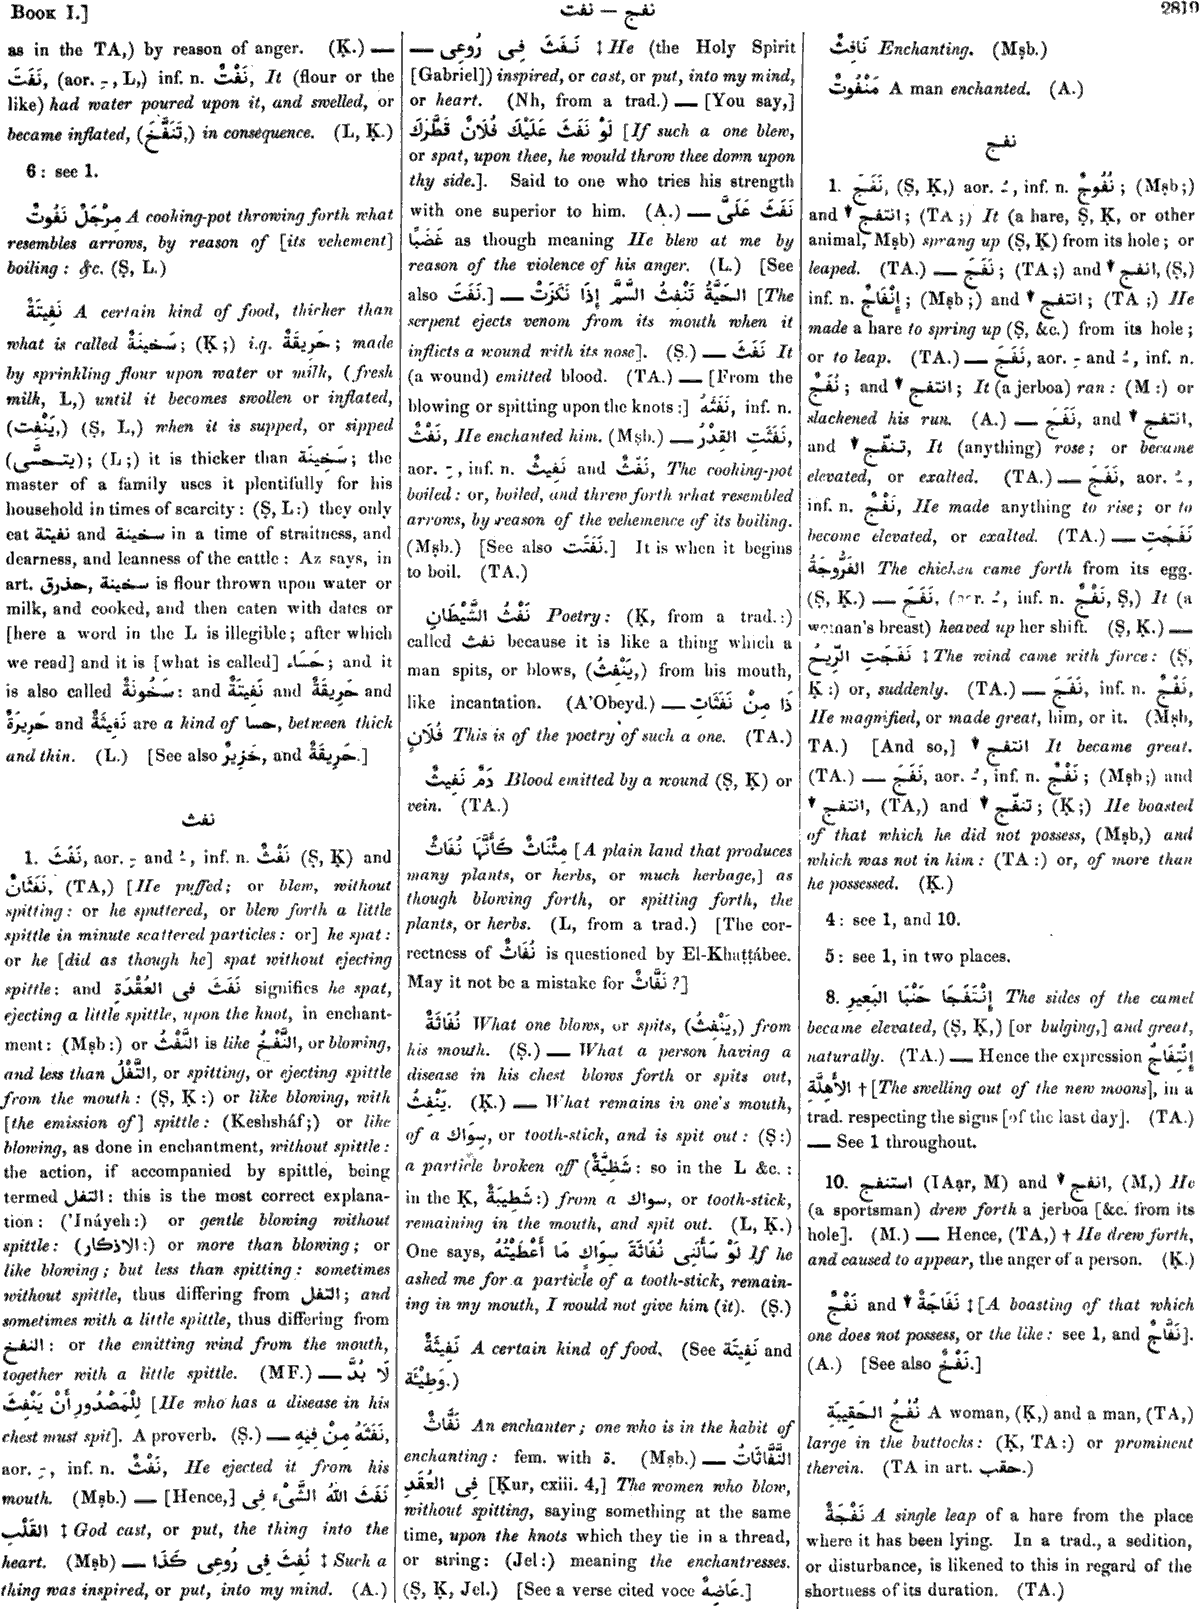 BOOK I.]
نفت — نفج
2819
as in the TA,) by reason of anger. (Ḳ.) —
نَفَتَ, (aor. ـِ, L,) inf. n. نَفْتٌ, It (flour or the
like) had water poured upon it, and swelled, or
became inflated, (تَنَفَّخَ,) in consequence. (L, Ḳ.)
6: see 1.
مِرْجَلٌ نَفُوتٌ A cooking-pot throwing forth what
resembles arrows, by reason of [its vehement]
boiling: &c. (Ṣ, L.)
نَفِيتَةٌ A certain kind of food, thicker than
what is called سَخِينَةٌ; (Ḳ;) i.q. حَرِيقَةٌ; made
by sprinkling flour upon water or milk, (fresh
milk, L,) until it becomes swollen or inflated,
(يَنْفِت,) (Ṣ, L,) when it is supped, or sipped
(يتحسَّى); (L;) it is thicker than سَخِينَة; the
master of a family uses it plentifully for his
household in times of scarcity: (Ṣ, L:) they only
eat نفيتة and سخينة in a time of straitness, and
dearness, and leanness of the cattle: Az says, in
art. حذرق, سخينة is flour thrown upon water or
milk, and cooked, and then eaten with dates or
[here a word in the L is illegible; after which
we read] and it is [what is called] حَسَاء; and it
is also called سَخُونَةٌ: and نَفِيتَةٌ and حَرِيقَةٌ and
حَرِيرَةٌ and نَفِيثَةٌ are a kind of حسا, between thick
and thin. (L.) [See also خَزِيرٌ, and حَرِيقَةٌ.]
نفث
1. نَفَثَ, aor. ـِ and ـُ, inf. n. نَفْثٌ (Ṣ, Ḳ) and
نَفَثَانٌ, (TA,) [He puffed; or blew, without
spitting: or he sputtered, or blew forth a little
spittle in minute scattered particles: or] he spat:
or he [did as though he] spat without ejecting
spittle: and نَفَثَ فى العُقْدَةِ signifies he spat,
ejecting a little spittle, upon the knot, in enchant-
ment: (Mṣb:) or النَّفْثُ is like النَّفْخُ, or blowing,
and less than التَّفْلُ, or spitting, or ejecting spittle
from the mouth: (Ṣ, Ḳ:) or like blowing, with
[the emission of] spittle: (Keshsháf;) or like
blowing, as done in enchantment, without spittle:
the action, if accompanied by spittle, being
termed التفل: this is the most correct explana-
tion: ('Ináyeh:) or gentle blowing without
spittle: (الاذكار:) or more than blowing; or
like blowing; but less than spitting: sometimes
without spittle, thus differing from التفل; and
sometimes with a little spittle, thus differing from
النفخ: or the emitting wind from the mouth,
together with a little spittle. (MF.) — لَا بُدَّ
لِلْمَصْدُورِ أَنْ يَنْفِثَ [He who has a disease in his
chest must spit]. A proverb. (Ṣ.) — نَفَثَهُ مِنْ فِيهِ,
aor. ـِ, inf. n. نَفْثٌ, He ejected it from his
mouth. (Mṣb.) — [Hence,] نَفَثَ اللّٰهُ الشَّىْءَ فِى
القَلْبِ ‡ God cast, or put, the thing into the
heart. (Mṣb) — نُفِثَ فِى رُوعِى كَذَا ‡ Such a
thing was inspired, or put, into my mind. (A.)
— نَفَثَ فِى رُوعِى ‡ He (the Holy Spirit
[Gabriel]) inspired, or cast, or put, into my mind,
or heart. (Nh, from a trad.) — [You say,]
لَوْ نَفَثَ عَلَيْكَ فُلَانٌ قَطَّرَكَ [If such a one blew,
or spat, upon thee, he would throw thee down upon
thy side.]. Said to one who tries his strength
with one superior to him. (A.) — نَفَثَ عَلَىَّ
غَضَبًا as though meaning He blew at me by
reason of the violence of his anger. (L.) [See
also نَفَتَ.] — الحَيَّةُ تَنْفِثُ السَّمَّ إِذَا نَكَزَتْ [The
serpent ejects venom from its mouth when it
inflicts a wound with its nose]. (Ṣ.) — نَفَثَ It
(a wound) emitted blood. (TA.) — [From the
blowing or spitting upon the knots:] نَفَثَهُ, inf. n.
نَفْثٌ, He enchanted him. (Mṣb.) — نَفَثَتِ القِدْرُ,
aor. ـِ, inf. n. نَفِيثٌ and نَفْثٌ, The cooking-pot
boiled: or, boiled, and threw forth what resembled
arrows, by reason of the vehemence of its boiling.
(Mṣb.) [See also نَفَتَت.] It is when it begins
to boil. (TA.)
نَفْثُ الشَّيْطَانِ Poetry: (Ḳ, from a trad.:)
called نفث because it is like a thing which a
man spits, or blows, (يَنْفِثُ,) from his mouth,
like incantation. (A'Obeyd.) — ذَا مِنْ نَفَثَاتِ
فُلَانٍ This is of the poetry of such a one. (TA.)
دَمٌ نَفِيثٌ Blood emitted by a wound (Ṣ, Ḳ) or
vein. (TA.)
مِئْنَاثٌ كَأَنَّهَا نُفَاثٌ [A plain land that produces
many plants, or herbs, or much herbage,] as
though blowing forth, or spitting forth, the
plants, or herbs. (L, from a trad.) [The cor-
rectness of نُفَاثٌ is questioned by El-Khaṭṭábee.
May it not be a mistake for نَفَّاثٌ?]
نُفَاثَةٌ What one blows, or spits, (يَنْفِثُ,) from
his mouth. (Ṣ.) — What a person having a
disease in his chest blows forth or spits out,
يَنْفِثُ. (Ḳ.) — What remains in one's mouth,
of a سِوَاك, or tooth-stick, and is spit out: (Ṣ:)
a particle broken off (شَظِيَّةٌ: so in the L &c.:
in the Ḳ, شَطِيبَةٌ:) from a سواك, or tooth-stick,
remaining in the mouth, and spit out. (L, Ḳ.)
One says, لَوْ سَأَلَنِى نُفَاثَةَ سِوَاكٍ مَا أَعْطَيْتُهُ If he
asked me for a particle of a tooth-stick, remain-
ing in my mouth, I would not give him (it). (Ṣ.)
نَفِيثَةٌ A certain kind of food. (See نَفِيتَة and
وَطِيْئَة.)
نَفَّاثٌ An enchanter; one who is in the habit of
enchanting: fem. with ة. (Mṣb.) — النَّفَّاثَاتُ
فِى العُقَدِ [Ḳur, cxiii. 4,] The women who blow,
without spitting, saying something at the same
time, upon the knots which they tie in a thread,
or string: (Jel:) meaning the enchantresses.
(Ṣ, Ḳ, Jel.) [See a verse cited voce عَاضِهٌ.]
نَافِثٌ Enchanting. (Mṣb.)
مَنْفُوثٌ A man enchanted. (A.)
نفج
1. نَفَجَ, (Ṣ, Ḳ,) aor. ـُ, inf. n. نُفُوجٌ; (Mṣb;)
and ▼ انتفج; (TA;) It (a hare, Ṣ, Ḳ, or other
animal, Mṣb) sprang up (Ṣ, Ḳ) from its hole; or
leaped. (TA.) — نَفَجَ; (TA;) and ▼ انفج, (Ṣ,)
inf. n. إِنْفَاجٌ; (Mṣb;) and ▼ انتفج; (TA;) He
made a hare to spring up (Ṣ, &c.) from its hole;
or to leap. (TA.) — نَفَجَ, aor. ـِ and ـُ, inf. n.
نَفْجٌ; and ▼ انتفج; It (a jerboa) ran: (M:) or
slackened his run. (A.) — نَفَجَ, and ▼ انتفج,
and ▼ تنفّج, It (anything) rose; or became
elevated, or exalted. (TA.) — نَفَجَ, aor. ـُ,
inf. n. نَفْجٌ, He made anything to rise; or to
become elevated, or exalted. (TA.) — نَفَجَتِ
الفَرُّوجَةُ The chicken came forth from its egg.
(Ṣ, Ḳ.) — نَفَجَ, (aor. ـُ, inf. n. نَفْجٌ, Ṣ,) It (a
woman's breast) heaved up her shift. (Ṣ, Ḳ.) —
نَفَجَتِ الرِّيحُ ‡ The wind came with force: (Ṣ,
Ḳ:) or, suddenly. (TA.) — نَفَجَ, inf. n. نَفْجٌ,
He magnified, or made great, him, or it. (Mṣb,
TA.) [And so,] ▼ انتفج It became great.
(TA.) — نَفَجَ, aor. ـُ, inf. n. نَفْجٌ; (Mṣb;) and
▼ انتفج, (TA,) and ▼ تنفّج; (Ḳ;) He boasted
of that which he did not possess, (Mṣb,) and
which was not in him: (TA:) or, of more than
he possessed. (Ḳ.)
4: see 1, and 10.
5: see 1, in two places.
8. إِنْتَفَجَا جَنْبَا البَعِيرِ The sides of the camel
became elevated, (Ṣ, Ḳ,) [or bulging,] and great,
naturally. (TA.) — Hence the expression إِنْتِفَاجُ
الأَهِلَّةِ † [The swelling out of the new moons], in a
trad. respecting the signs [of the last day]. (TA.)
— See 1 throughout.
10. استنفج (IAạr, M) and ▼ انفج, (M,) He
(a sportsman) drew forth a jerboa [&c. from its
hole]. (M.) — Hence, (TA,) † He drew forth,
and caused to appear, the anger of a person. (Ḳ.)
نَفْجٌ and ▼ نَفَاجَةٌ ‡ [A boasting of that which
one does not possess, or the like: see 1, and نَفَّاجٌ].
(A.) [See also نَفْخٌ.]
نُفُجُ الحَقِيبَةِ A woman, (Ḳ,) and a man, (TA,)
large in the buttocks: (Ḳ, TA:) or prominent
therein. (TA in art. حقب.)
نَفْجَةٌ A single leap of a hare from the place
where it has been lying. In a trad., a sedition,
or disturbance, is likened to this in regard of the
shortness of its duration. (TA.)